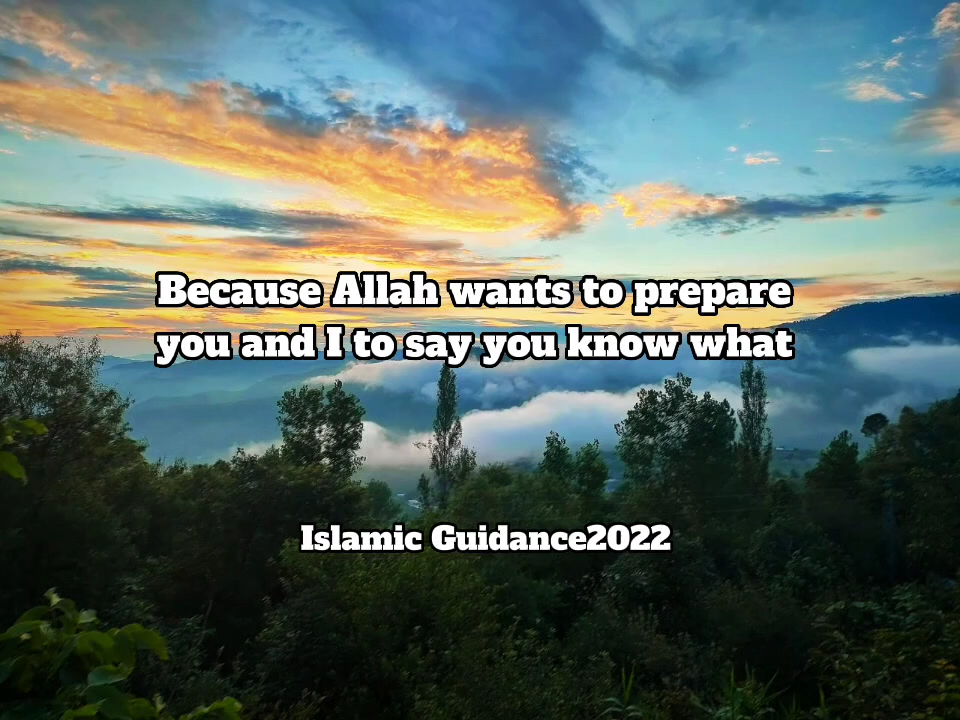 Because Allah wants to prepare
you and I to say you know what
Islamic Guidance2022